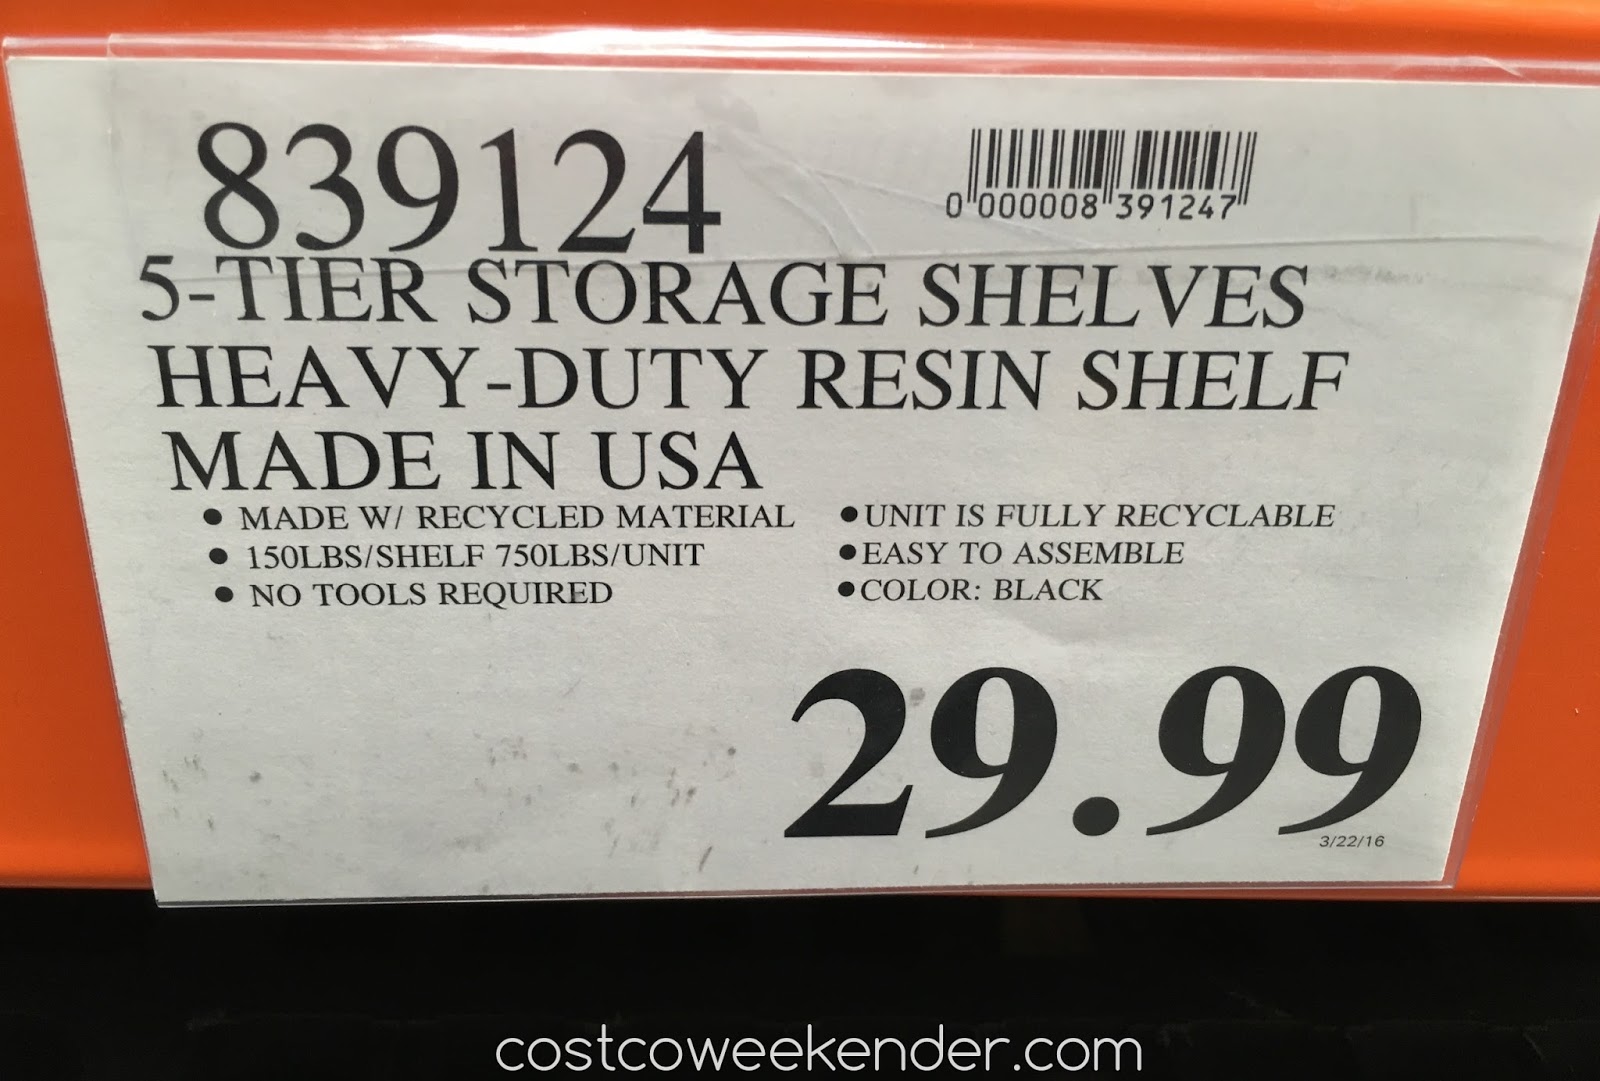 839124
0 000008 391247
5-TIER STORAGE SHELVES
HEAVY-DUTY RESIN SHELF
MADE IN USA
● MADE W/ RECYCLED MATERIAL
● 150LBS/SHELF 750LBS/UNIT
● NO TOOLS REQUIRED
●UNIT IS FULLY RECYCLABLE
●EASY TO ASSEMBLE
●COLOR: BLACK
29.99
3/22/16
costcoweekender.com